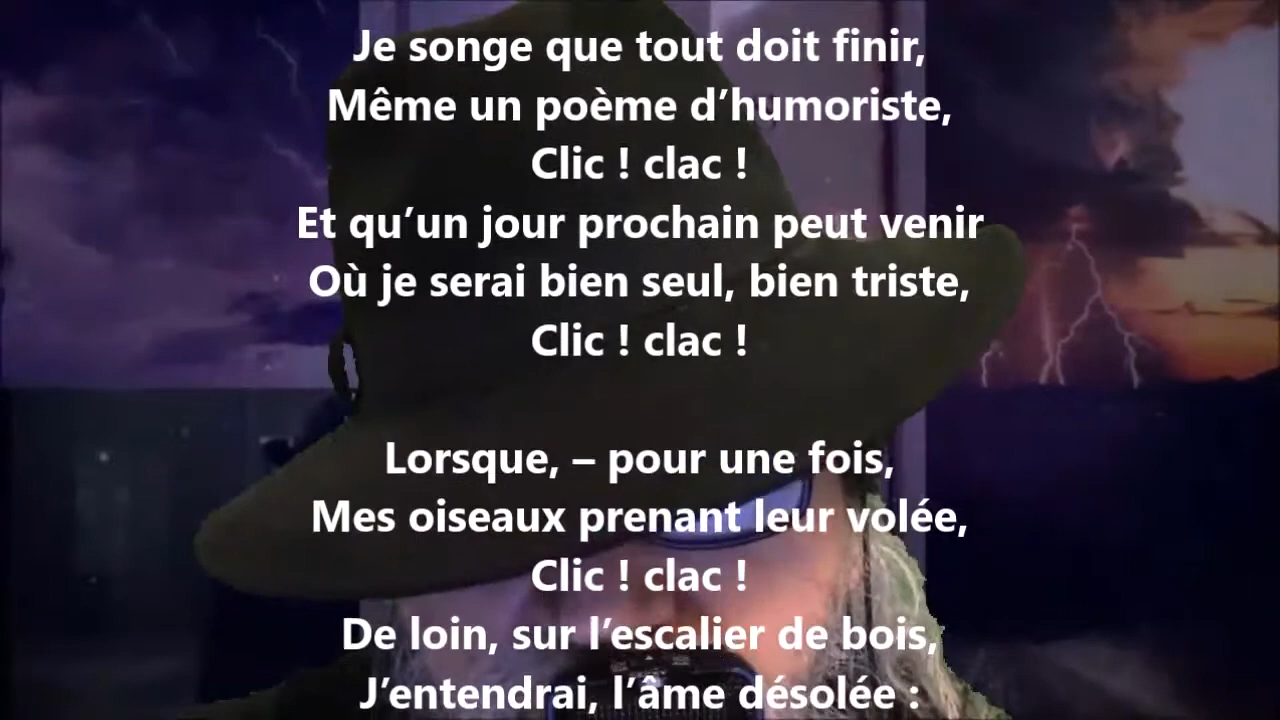 Je songe que tout doit finir,
Même un poème d’humoriste,
Clic ! clac !
Et qu’un jour prochain peut venir
Où je serai bien seul, bien triste,
Clic ! clac !
Lorsque, – pour une fois,
Mes oiseaux prenant leur volée,
Clic ! clac !
De loin, sur l’escalier de bois,
J’entendrai, l’âme désolée :